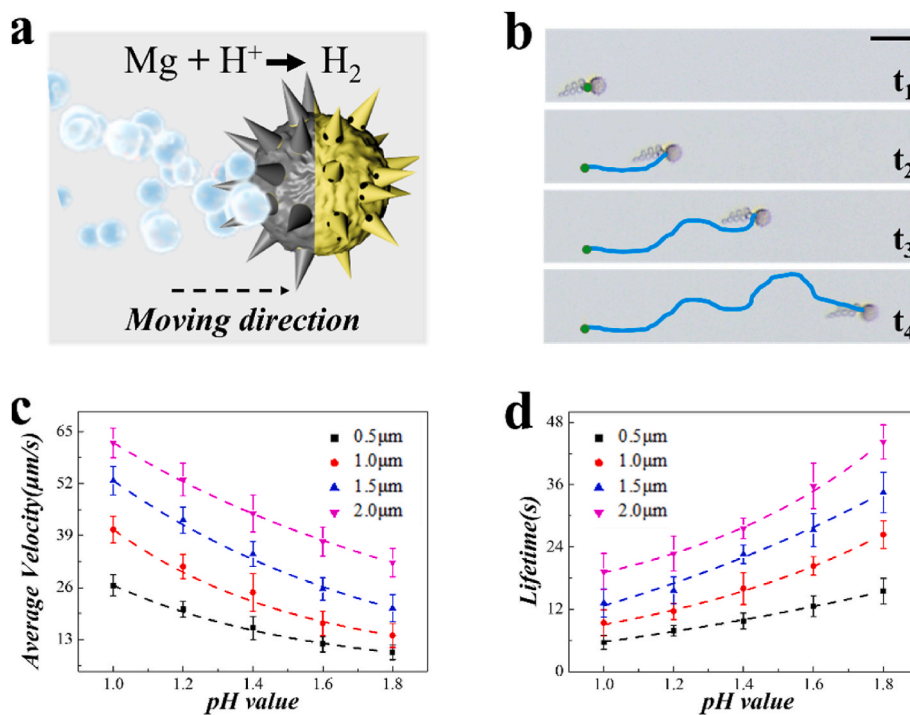 a
Mg + H⁺ → H₂
Moving direction
b
t₁
t₂
t₃
t₄
c
Average Velocity(μm/s)
65
52
39
26
13
0.5μm
1.0μm
1.5μm
2.0μm
1.0 1.2 1.4 1.6 1.8
pH value
d
Lifetime(s)
48
36
24
12
0
0.5μm
1.0μm
1.5μm
2.0μm
1.0 1.2 1.4 1.6 1.8
pH value